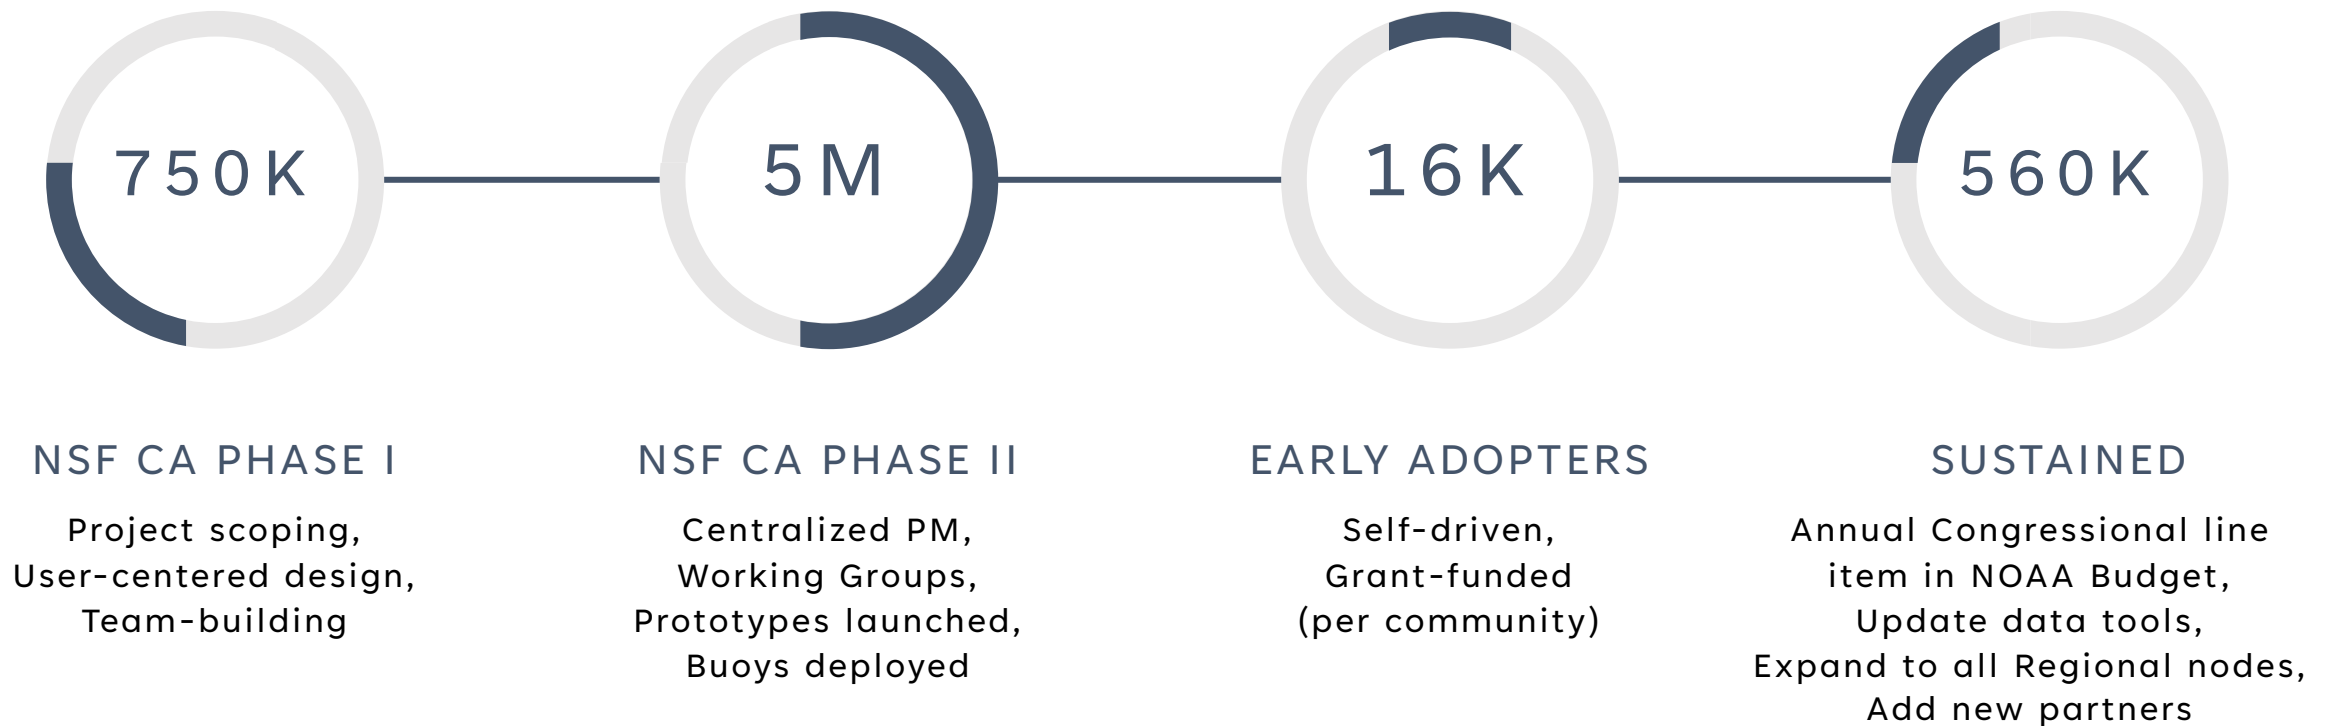 750K
5M
16K
560K
NSF CA PHASE I
Project scoping,
User-centered design,
Team-building
NSF CA PHASE II
Centralized PM,
Working Groups,
Prototypes launched,
Buoys deployed
EARLY ADOPTERS
Self-driven,
Grant-funded
(per community)
SUSTAINED
Annual Congressional line
item in NOAA Budget,
Update data tools,
Expand to all Regional nodes,
Add new partners